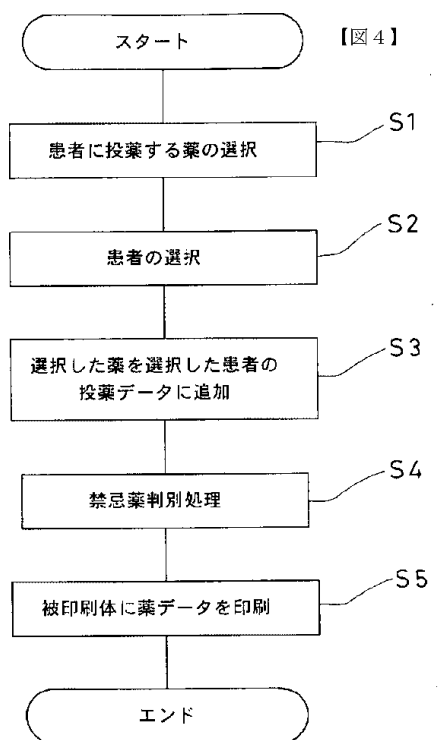 スタート
【図4】
患者に投薬する薬の選択
S1
患者の選択
S2
選択した薬を選択した患者の
投薬データに追加
S3
禁忌薬判別処理
S4
被印刷体に薬データを印刷
S5
エンド